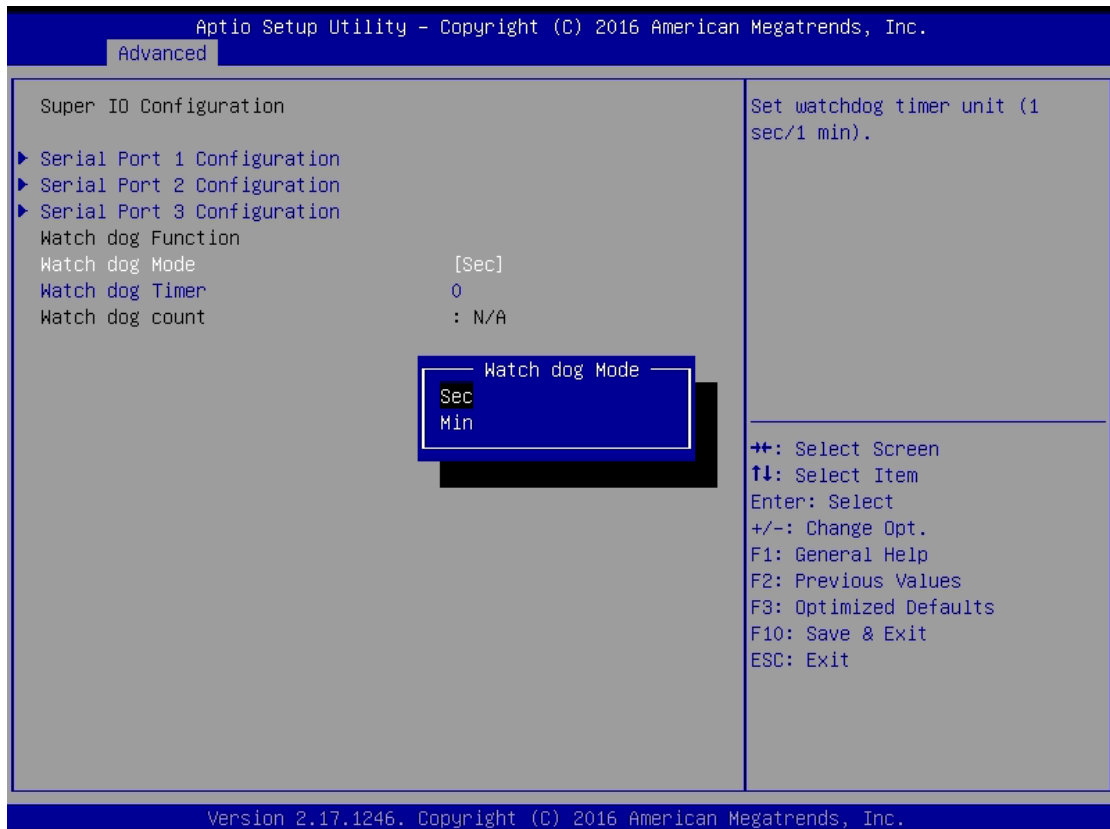 Aptio Setup Utility – Copyright (C) 2016 American Megatrends, Inc.
Advanced
Super IO Configuration
► Serial Port 1 Configuration
► Serial Port 2 Configuration
► Serial Port 3 Configuration
Watch dog Function
Watch dog Mode [Sec]
Watch dog Timer 0
Watch dog count : N/A
Watch dog Mode
Sec
Min
Set watchdog timer unit (1
sec/1 min).
→←: Select Screen
↑↓: Select Item
Enter: Select
+/-: Change Opt.
F1: General Help
F2: Previous Values
F3: Optimized Defaults
F10: Save & Exit
ESC: Exit
Version 2.17.1246. Copyright (C) 2016 American Megatrends, Inc.